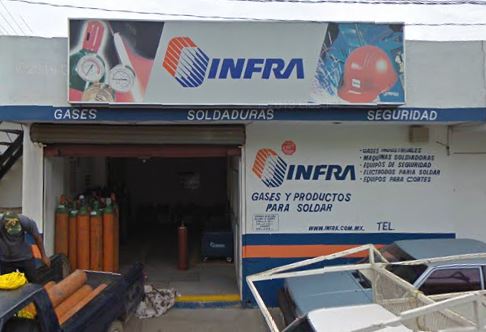 INFRA
GASES SOLDADURAS SEGURIDAD
INFRA
GASES Y PRODUCTOS
PARA SOLDAR
WWW.INFRA.COM.MX. TEL
- GASES INDUSTRIALES
- MAQUINAS SOLDADORAS
- EQUIPOS DE SEGURIDAD
- ELECTRODOS PARA SOLDAR
- EQUIPOS PARA CORTES